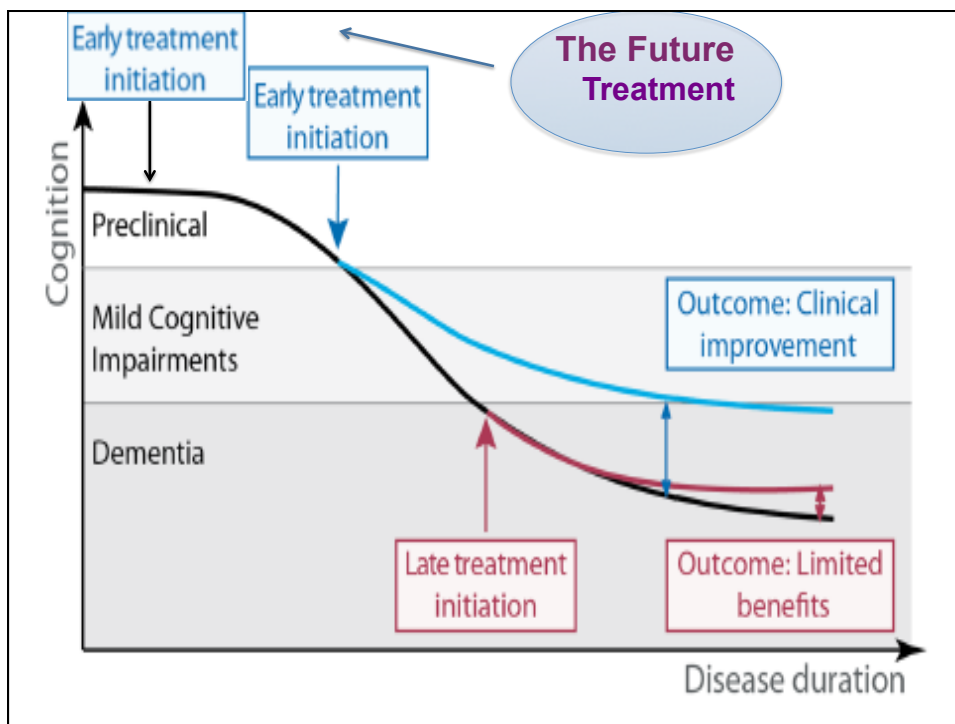 Early treatment
initiation
The Future
Treatment
Early treatment
initiation
Cognition
Preclinical
Mild Cognitive
Impairments
Outcome: Clinical
improvement
Dementia
Late treatment
initiation
Outcome: Limited
benefits
Disease duration